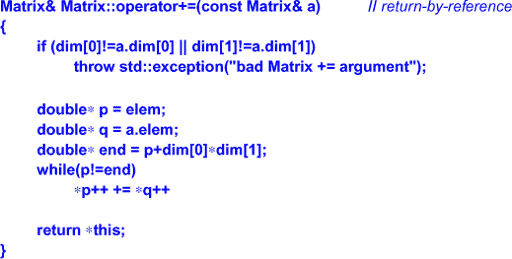 Matrix& Matrix::operator+=(const Matrix& a) // return-by-reference
{
if (dim[0]!=a.dim[0] || dim[1]!=a.dim[1])
throw std::exception("bad Matrix += argument");
double* p = elem;
double* q = a.elem;
double* end = p+dim[0]*dim[1];
while(p!=end)
*p++ += *q++
return *this;
}